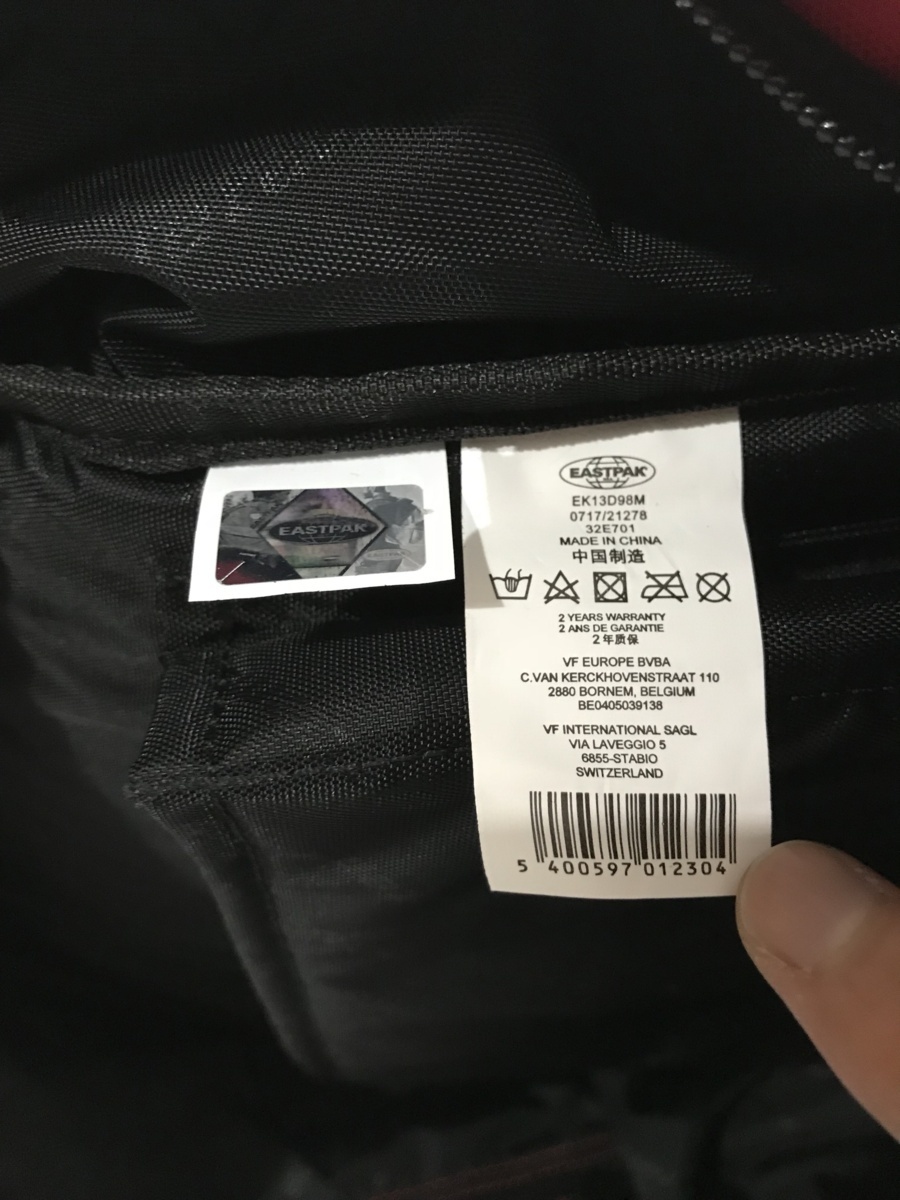 EASTPAK
EASTPAK
EK13D98M
0717/21278
32E701
MADE IN CHINA
中国制造
2 YEARS WARRANTY
2 ANS DE GARANTIE
2 年质保
VF EUROPE BVBA
C.VAN KERCKHOVENSTRAAT 110
2880 BORNEM, BELGIUM
BE0405039138
VF INTERNATIONAL SAGL
VIA LAVEGGIO 5
6855-STABIO
SWITZERLAND
5 400597 012304